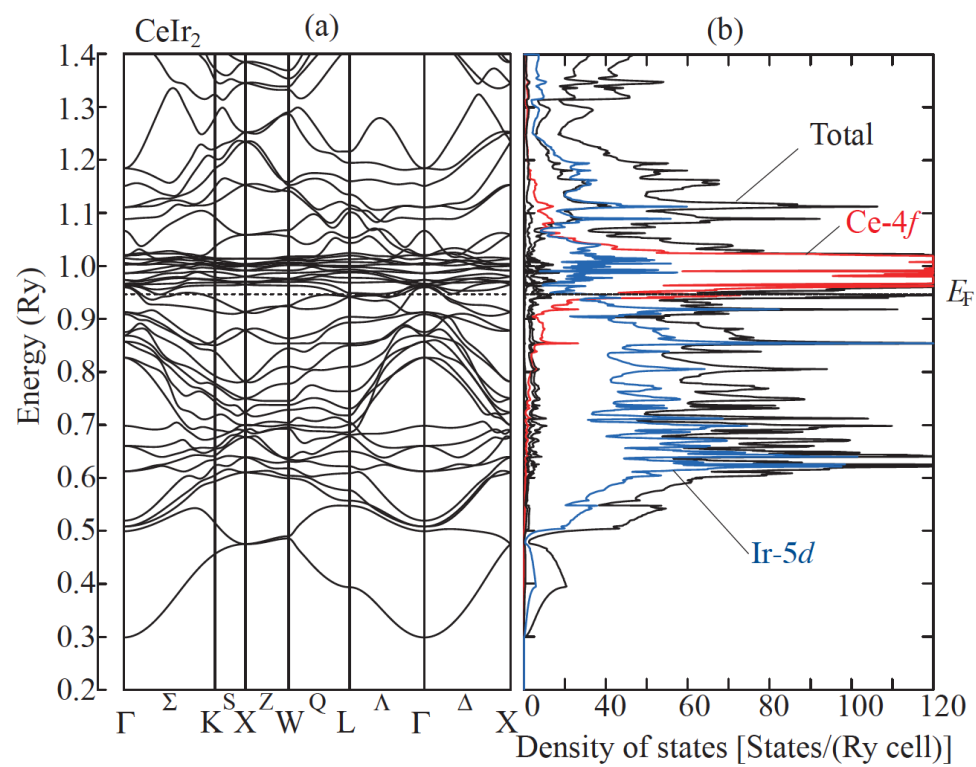 CeIr2 (a) (b)
1.4
1.3
1.2
1.1
1.0
0.9
0.8
0.7
0.6
0.5
0.4
0.3
0.2
Energy (Ry)
Total
Ce-4f
EF
Ir-5d
Σ S Z Q Λ Δ
Γ K X W L Γ X
0 40 60 80 100 120
Density of states [States/(Ry cell)]